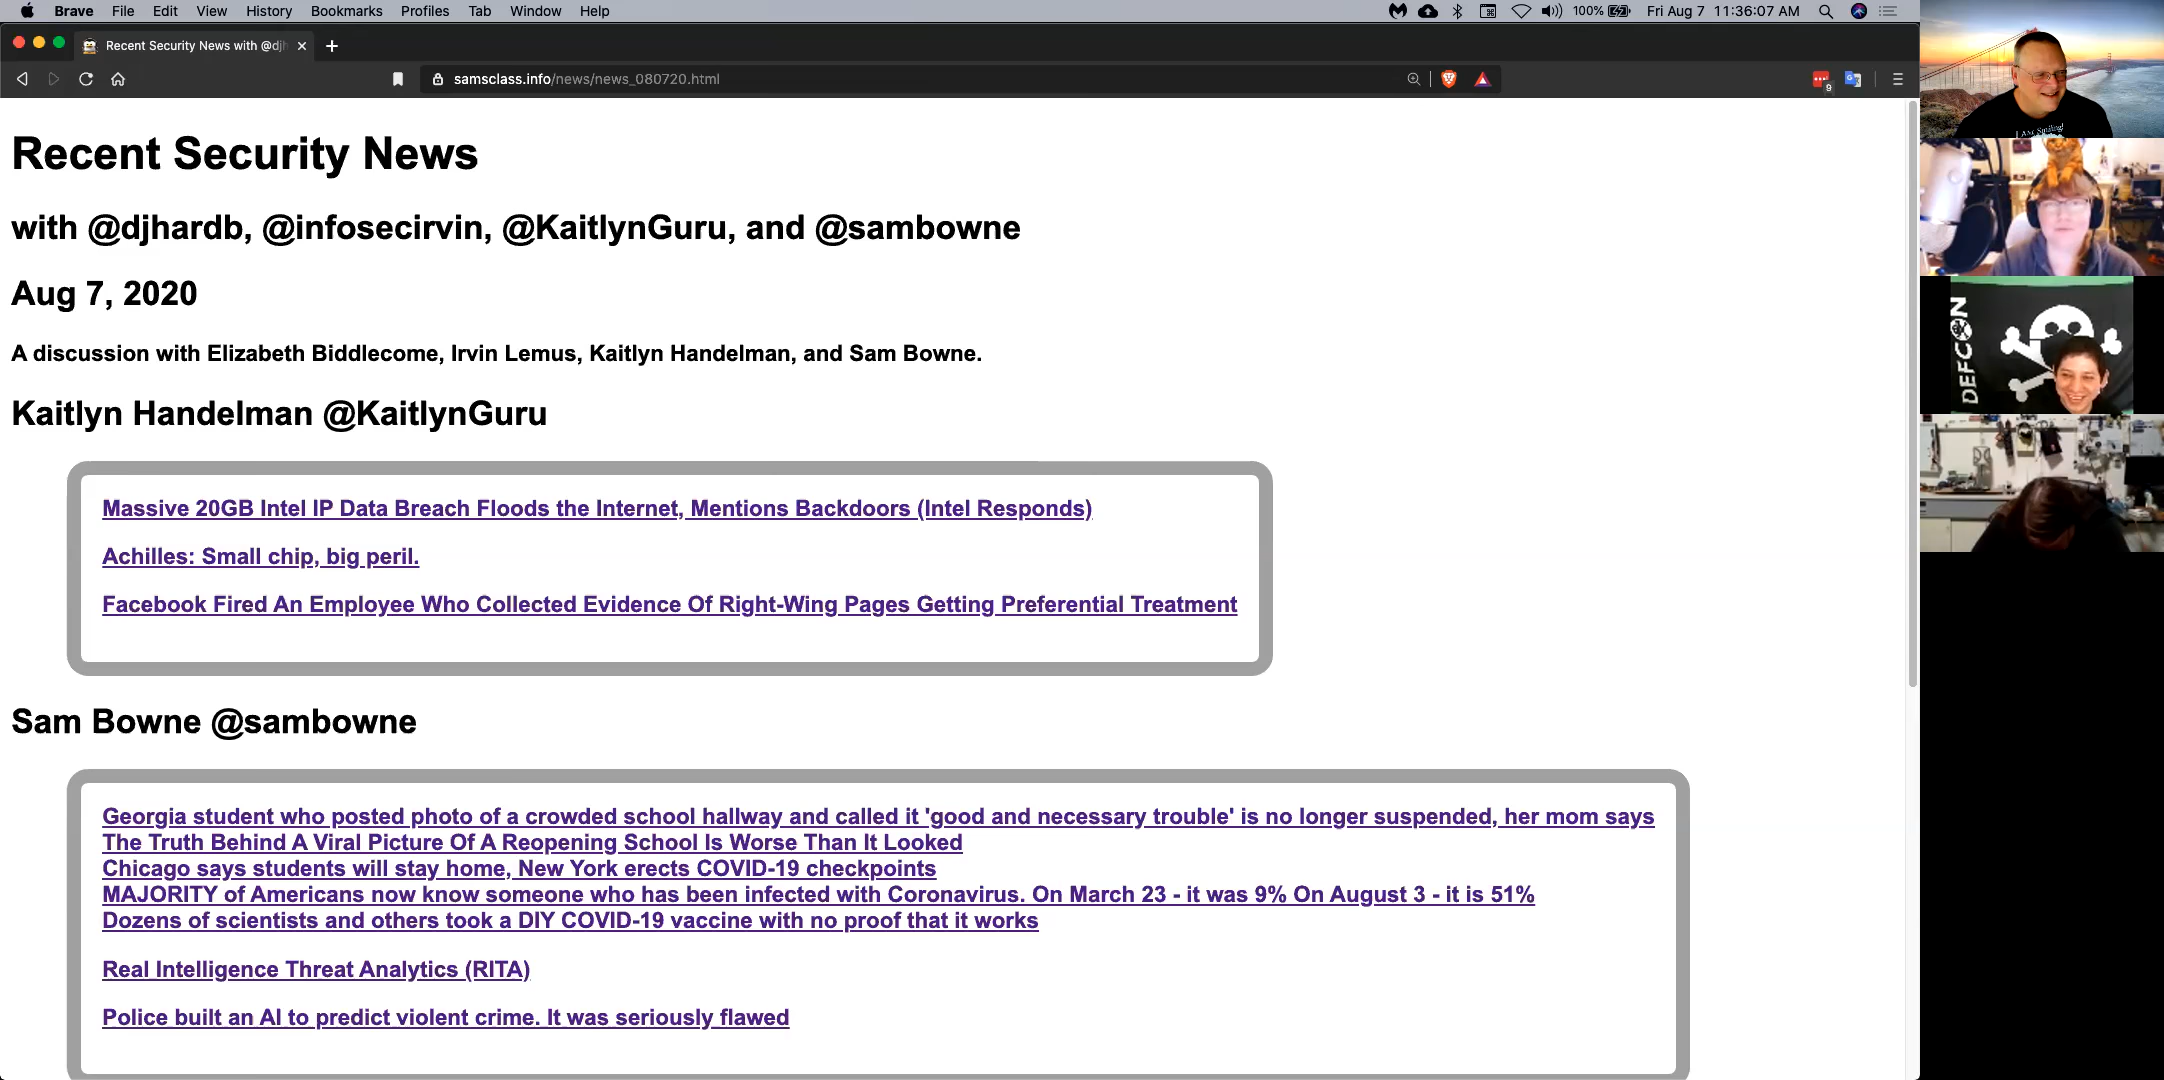 Brave File Edit View History Bookmarks Profiles Tab Window Help 100% Fri Aug 7 11:36:07 AM
Recent Security News with @djh
samsclass.info/news/news_080720.html
9
Recent Security News
with @djhardb, @infosecirvin, @KaitlynGuru, and @sambowne
Aug 7, 2020
A discussion with Elizabeth Biddlecome, Irvin Lemus, Kaitlyn Handelman, and Sam Bowne.
Kaitlyn Handelman @KaitlynGuru
Massive 20GB Intel IP Data Breach Floods the Internet, Mentions Backdoors (Intel Responds)
Achilles: Small chip, big peril.
Facebook Fired An Employee Who Collected Evidence Of Right-Wing Pages Getting Preferential Treatment
Sam Bowne @sambowne
Georgia student who posted photo of a crowded school hallway and called it 'good and necessary trouble' is no longer suspended, her mom says
The Truth Behind A Viral Picture Of A Reopening School Is Worse Than It Looked
Chicago says students will stay home, New York erects COVID-19 checkpoints
MAJORITY of Americans now know someone who has been infected with Coronavirus. On March 23 - it was 9% On August 3 - it is 51%
Dozens of scientists and others took a DIY COVID-19 vaccine with no proof that it works
Real Intelligence Threat Analytics (RITA)
Police built an AI to predict violent crime. It was seriously flawed
I AM Smiling!
DEFCON